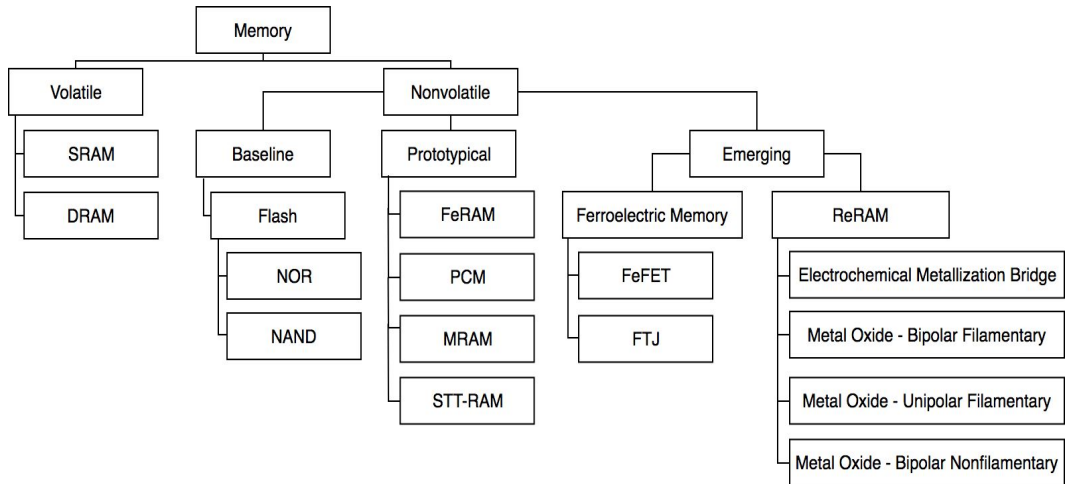 Memory
Volatile
Nonvolatile
SRAM
DRAM
Baseline
Flash
NOR
NAND
Prototypical
FeRAM
PCM
MRAM
STT-RAM
Emerging
Ferroelectric Memory
FeFET
FTJ
ReRAM
Electrochemical Metallization Bridge
Metal Oxide - Bipolar Filamentary
Metal Oxide - Unipolar Filamentary
Metal Oxide - Bipolar Nonfilamentary